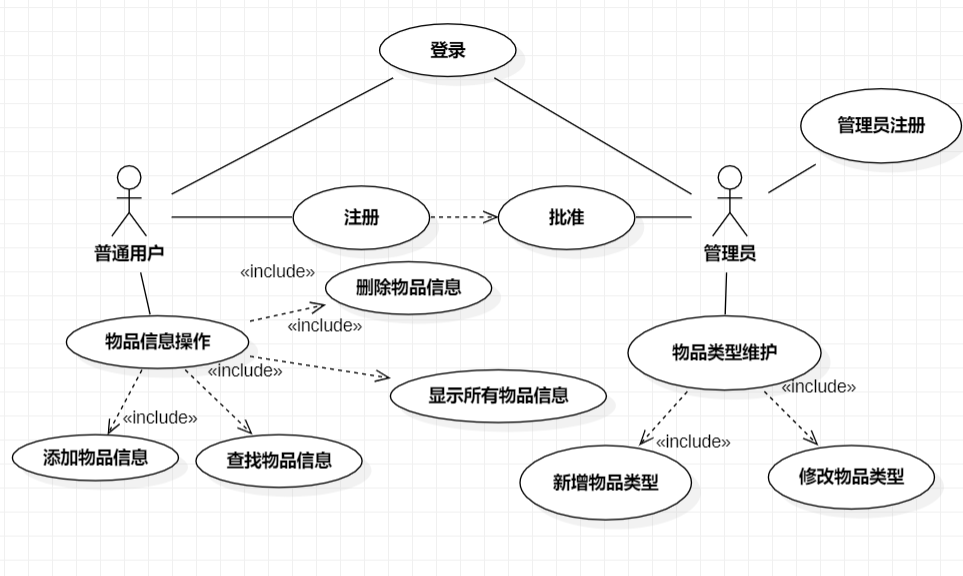 登录
管理员注册
注册
批准
普通用户
管理员
«include»
删除物品信息
«include»
物品信息操作
物品类型维护
«include»
«include»
显示所有物品信息
«include»
«include»
添加物品信息
查找物品信息
新增物品类型
修改物品类型